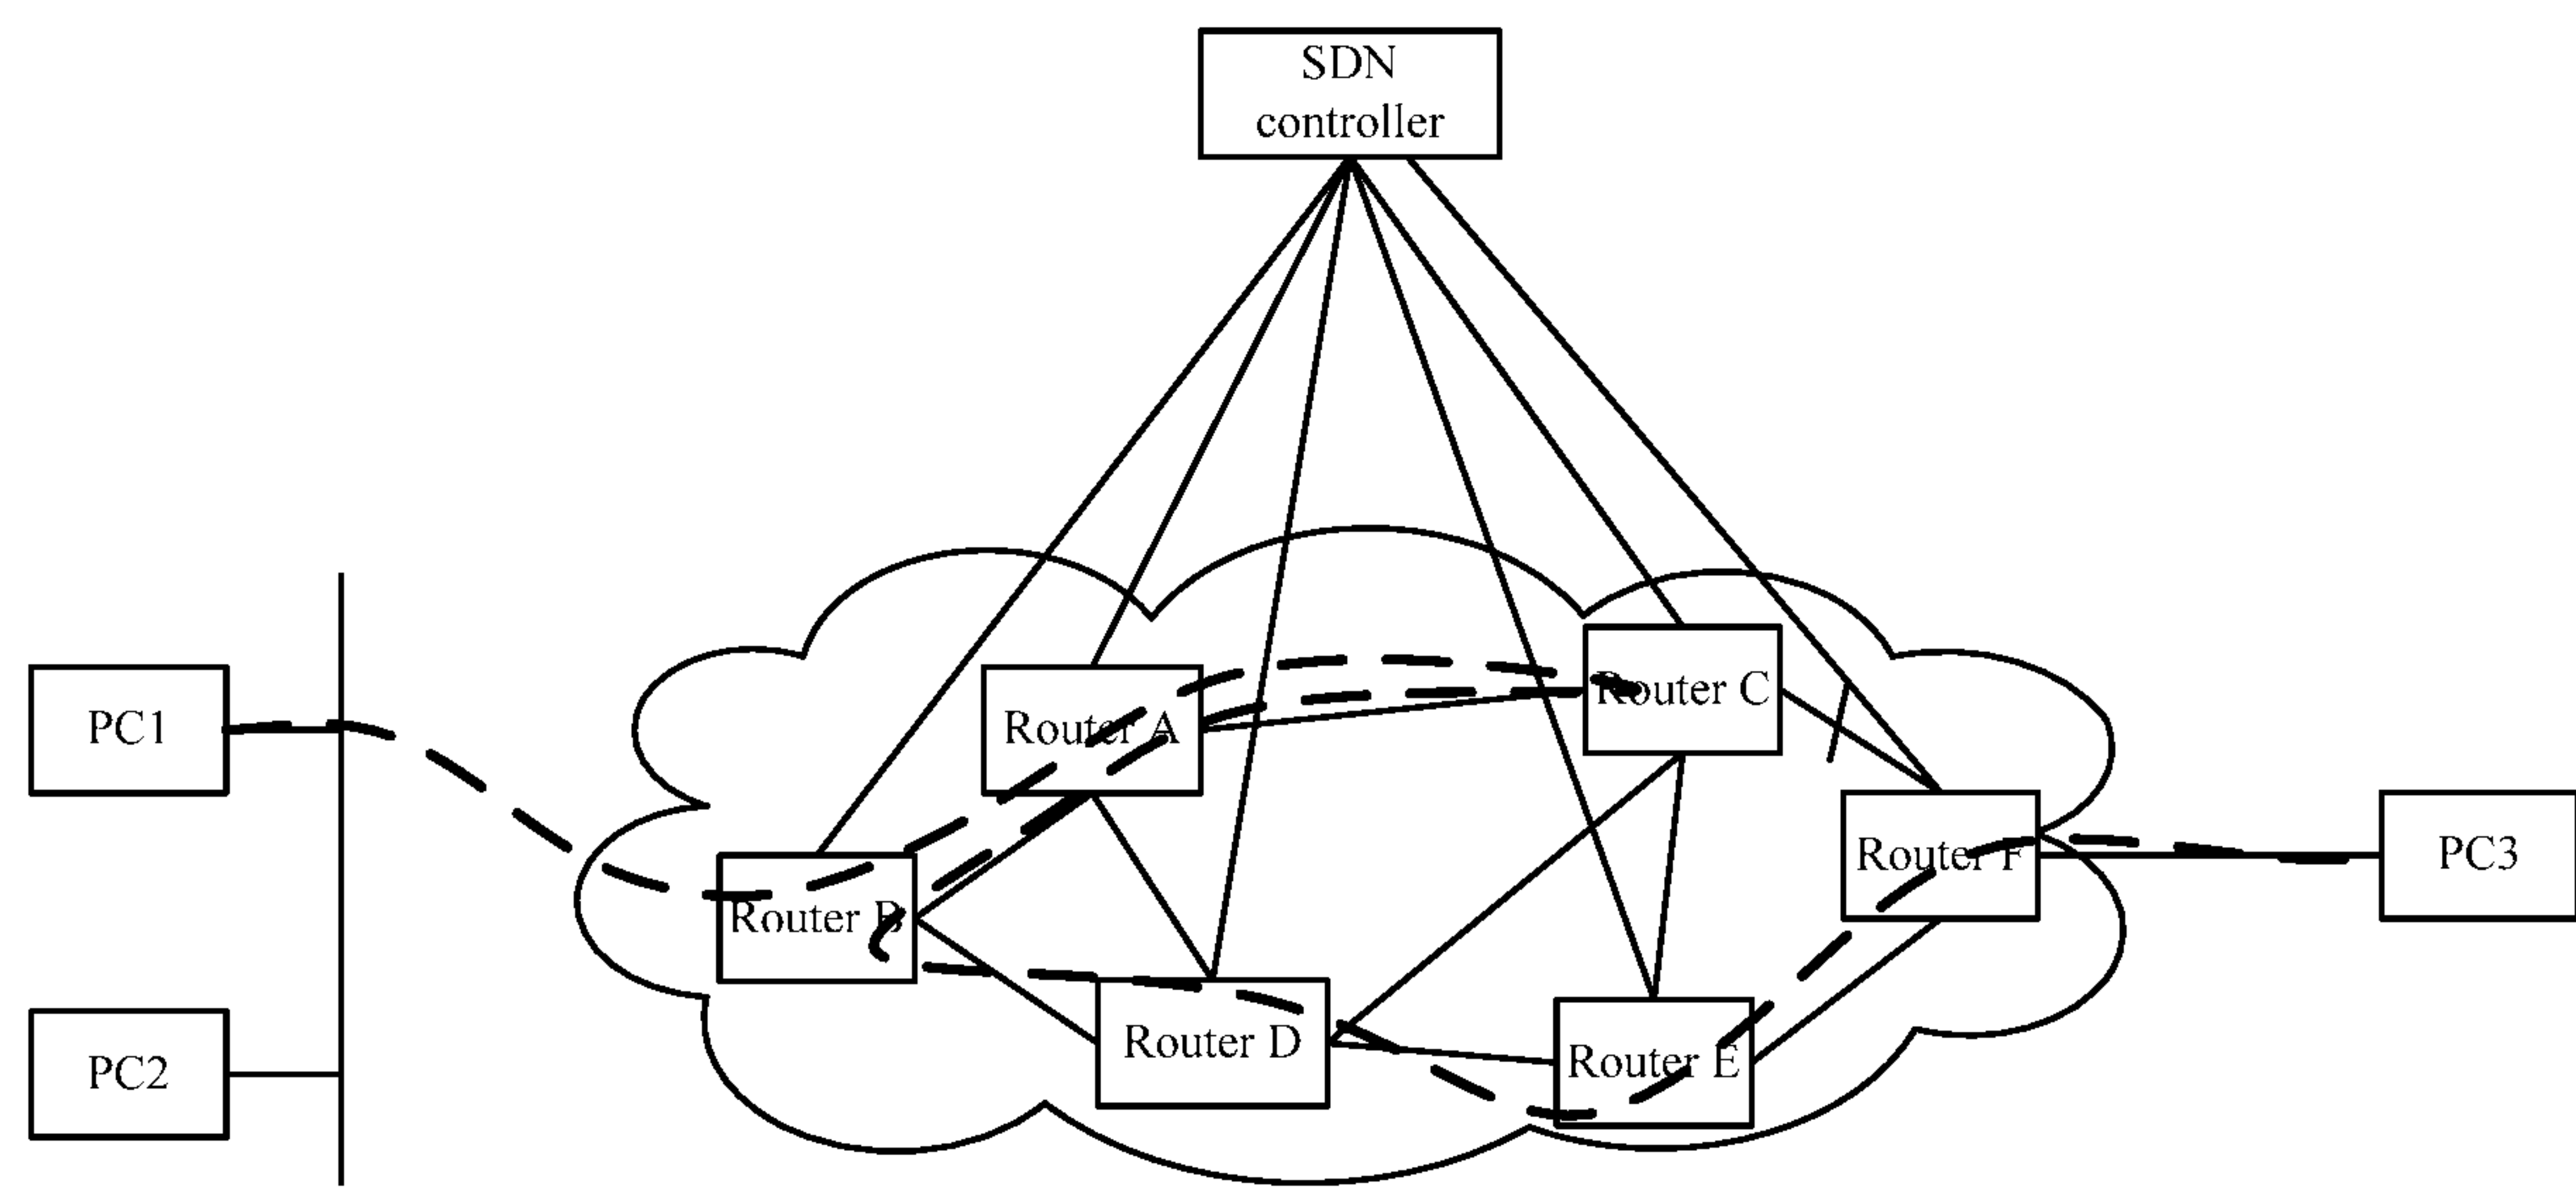 SDN
controller
Router C
PC1
Router A
Router F
PC3
Router B
Router D
Router E
PC2